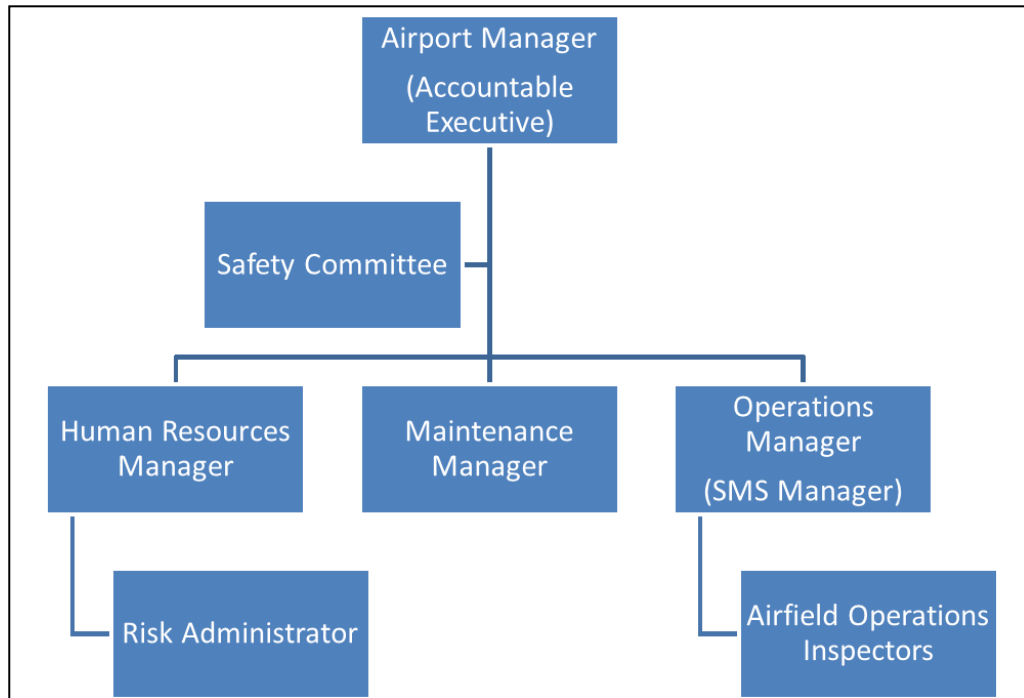 Airport Manager
(Accountable
Executive)
Safety Committee
Human Resources
Manager
Maintenance
Manager
Operations
Manager
(SMS Manager)
Risk Administrator
Airfield Operations
Inspectors